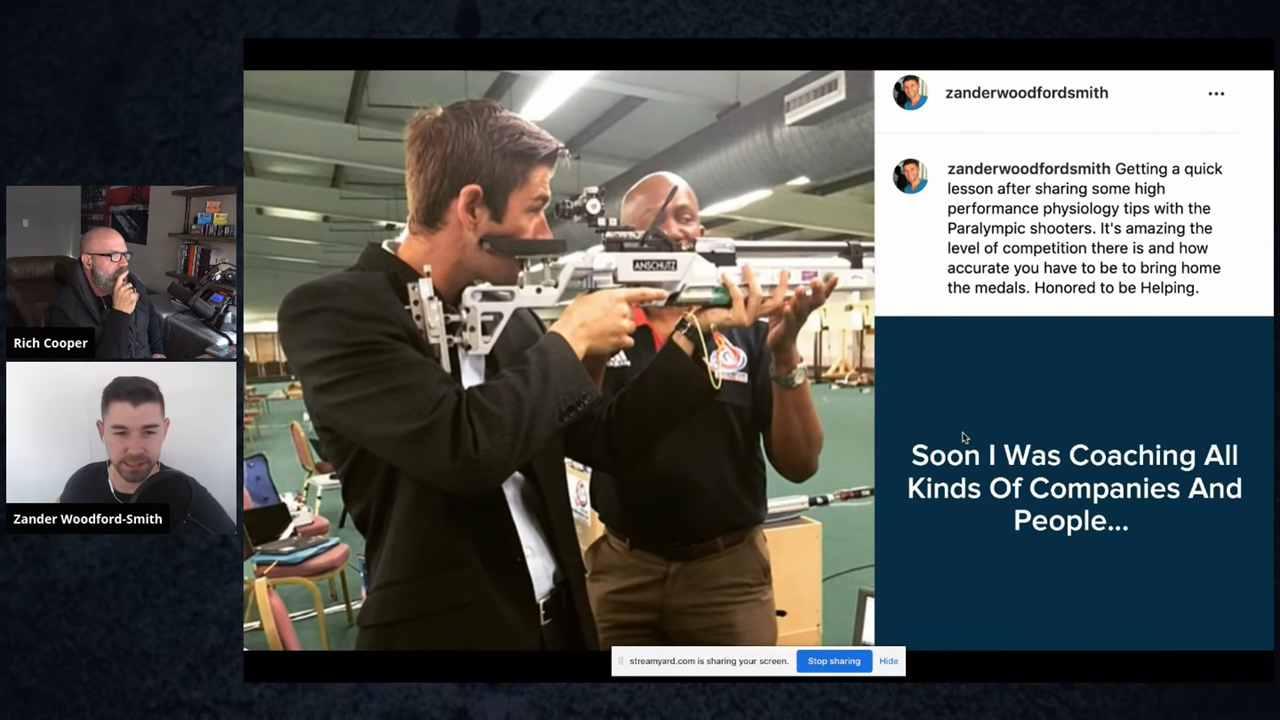 Rich Cooper
Zander Woodford-Smith
ANSCHÜTZ
zanderwoodfordsmith
zanderwoodfordsmith Getting a quick
lesson after sharing some high
performance physiology tips with the
Paralympic shooters. It's amazing the
level of competition there is and how
accurate you have to be to bring home
the medals. Honored to be Helping.
Soon I Was Coaching All
Kinds Of Companies And
People...
streamyard.com is sharing your screen.
Stop sharing
Hide